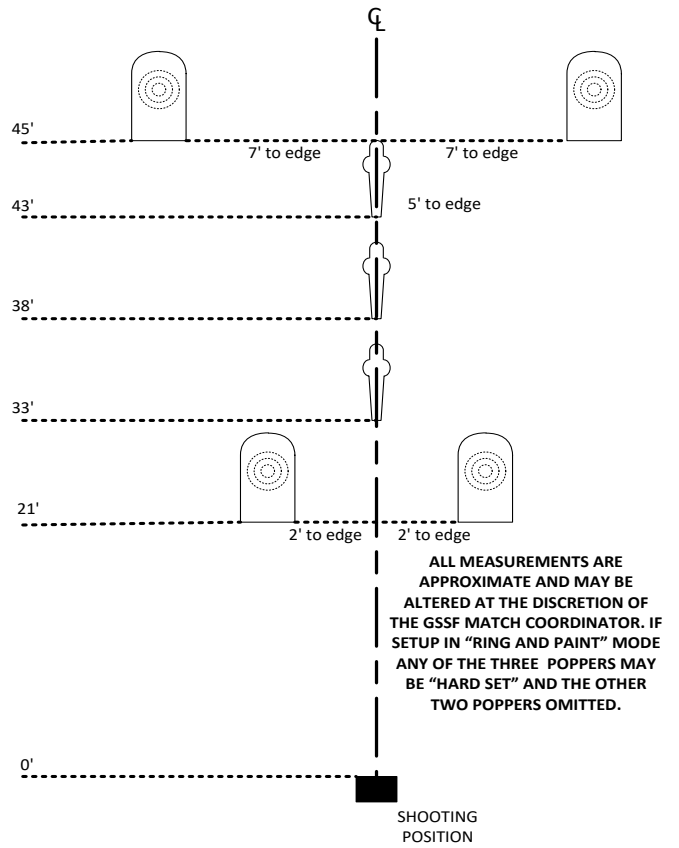 ℄
45'
7' to edge
7' to edge
43'
5' to edge
38'
33'
21'
2' to edge
2' to edge
ALL MEASUREMENTS ARE
APPROXIMATE AND MAY BE
ALTERED AT THE DISCRETION OF
THE GSSF MATCH COORDINATOR. IF
SETUP IN “RING AND PAINT” MODE
ANY OF THE THREE POPPERS MAY
BE “HARD SET” AND THE OTHER
TWO POPPERS OMITTED.
0'
SHOOTING
POSITION